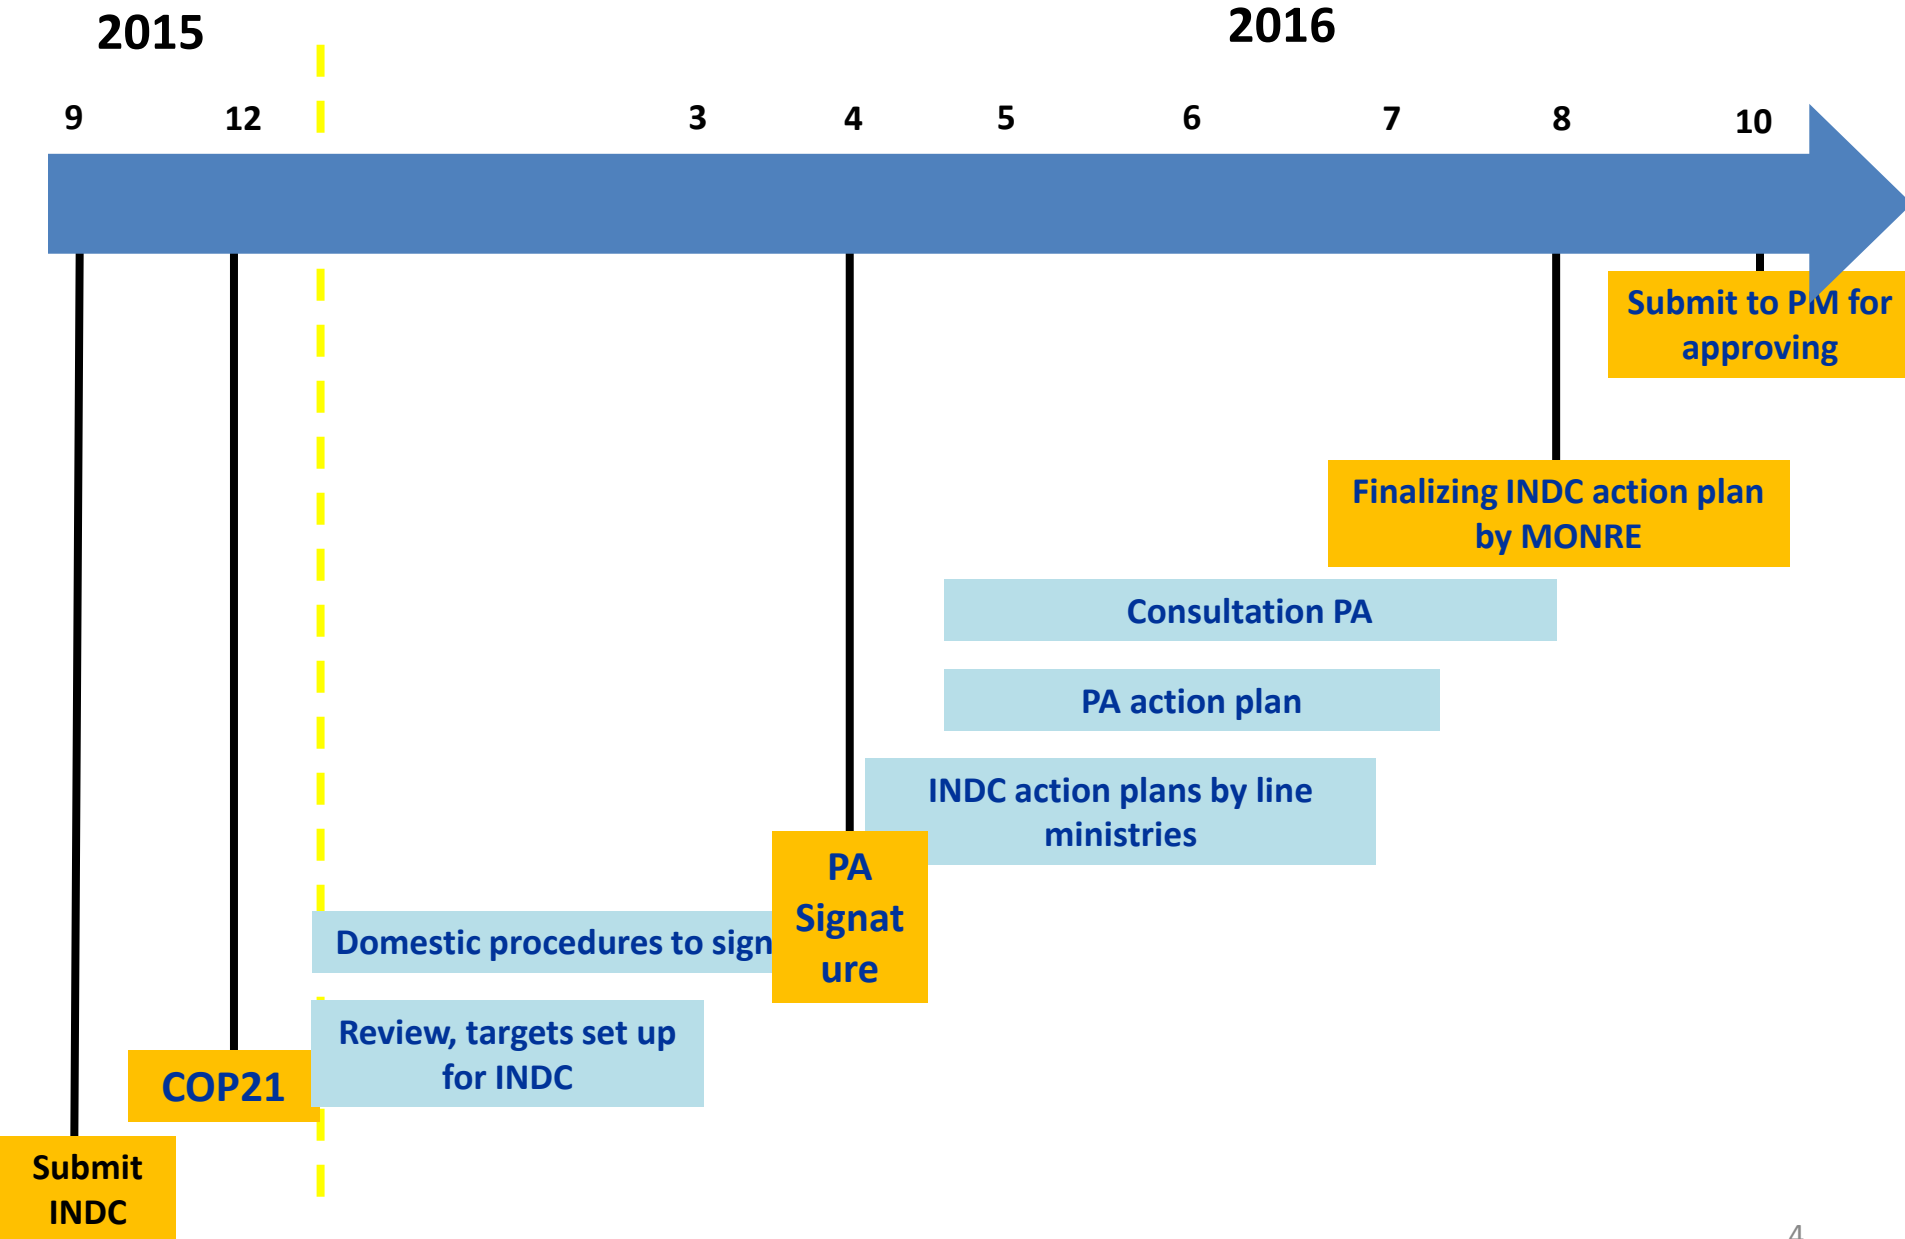 2015
2016
9
12
3
4
5
6
7
8
10
Submit to PM for
approving
Finalizing INDC action plan
by MONRE
Consultation PA
PA action plan
INDC action plans by line
ministries
PA
Signat
ure
Domestic procedures to sign
Review, targets set up
for INDC
COP21
Submit
INDC
4